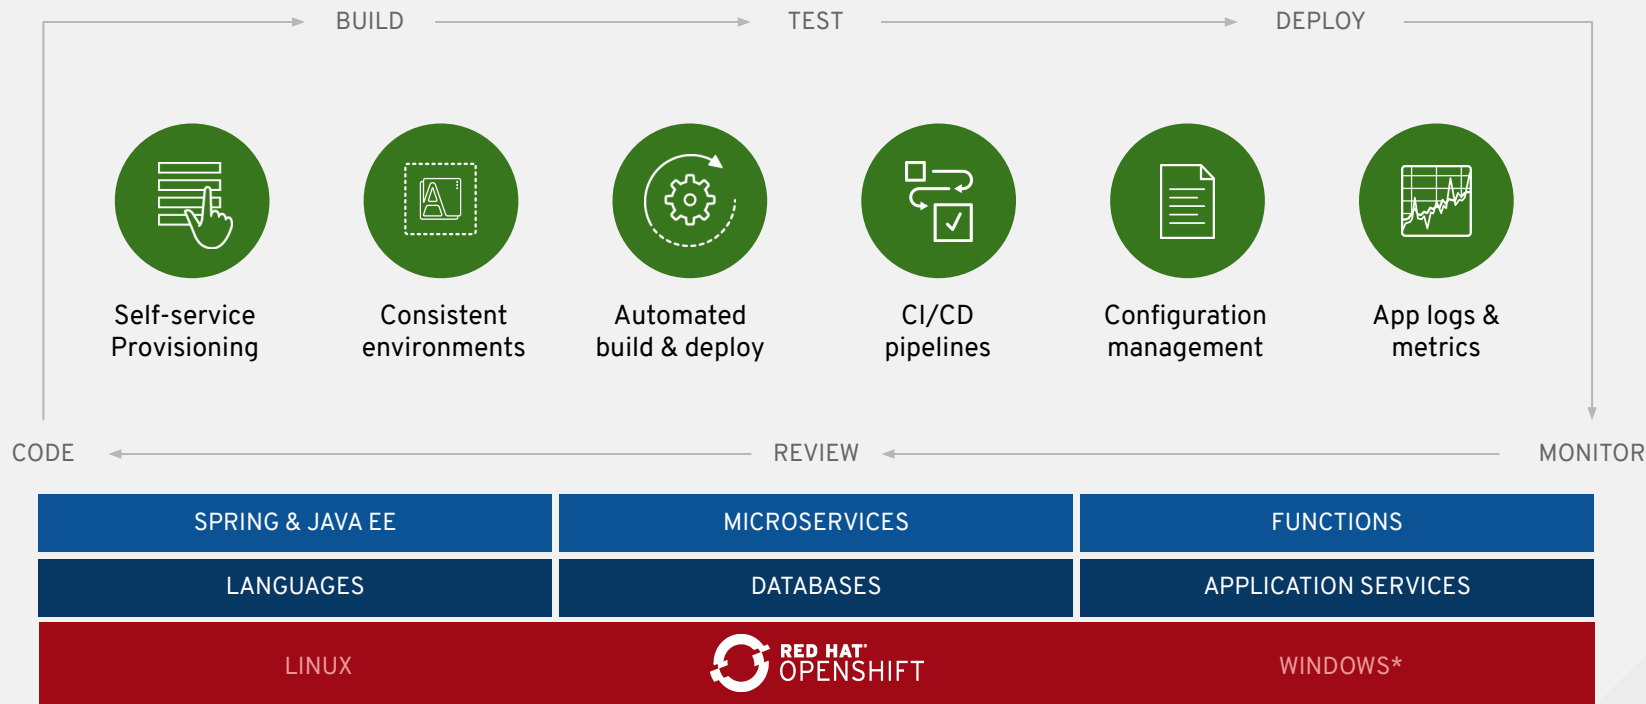 BUILD
TEST
DEPLOY
Self-service
Provisioning
Consistent
environments
Automated
build & deploy
CI/CD
pipelines
Configuration
management
App logs &
metrics
CODE
REVIEW
MONITOR
SPRING & JAVA EE
MICROSERVICES
FUNCTIONS
LANGUAGES
DATABASES
APPLICATION SERVICES
LINUX
RED HAT®
OPENSHIFT
WINDOWS*